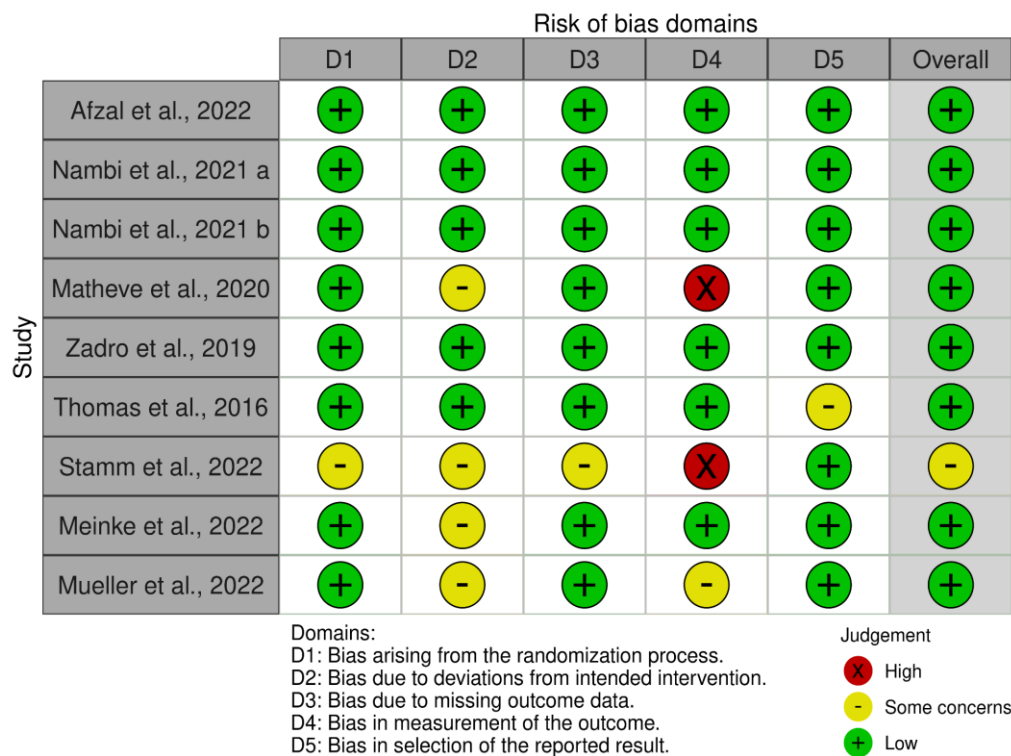 Risk of bias domains
D1 D2 D3 D4 D5 Overall
Study
Afzal et al., 2022 + + + + + +
Nambi et al., 2021 a + + + + + +
Nambi et al., 2021 b + + + + + +
Matheve et al., 2020 + - + X + +
Zadro et al., 2019 + + + + + +
Thomas et al., 2016 + + + + - +
Stamm et al., 2022 - - - X + -
Meinke et al., 2022 + - + + + +
Mueller et al., 2022 + - + - + +
Domains:
D1: Bias arising from the randomization process.
D2: Bias due to deviations from intended intervention.
D3: Bias due to missing outcome data.
D4: Bias in measurement of the outcome.
D5: Bias in selection of the reported result.
Judgement
X High
- Some concerns
+ Low